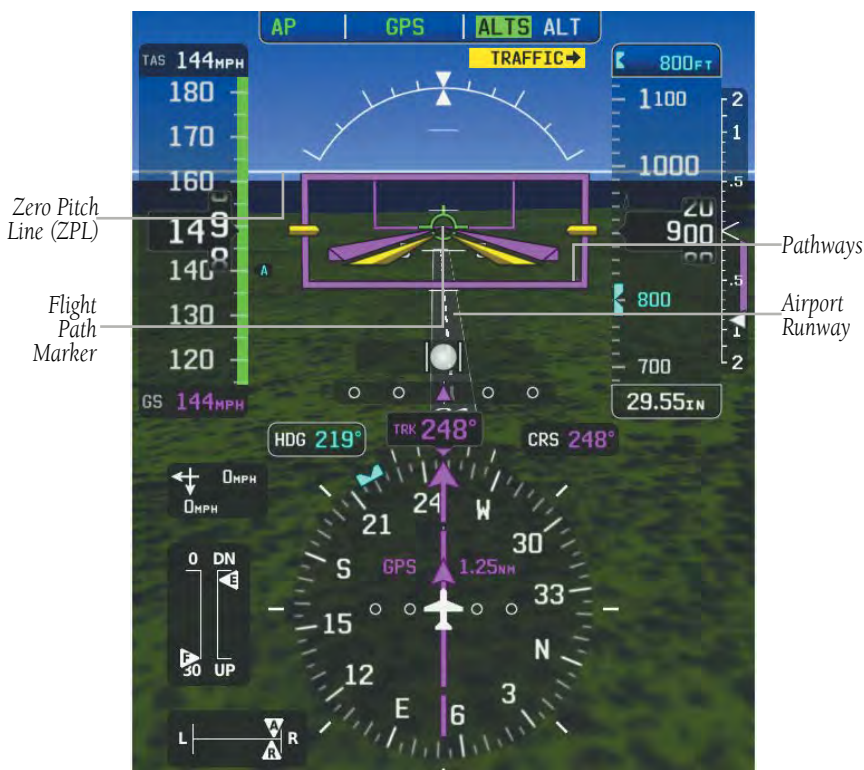 AP GPS ALTS ALT
TRAFFIC→
TAS 144MPH
800FT
180
170
160
149
8
140
130
120
GS 144MPH
A
1100
1000
20
900
800
700
29.55IN
2
1
.5
.5
1
2
Zero Pitch
Line (ZPL)
Flight
Path
Marker
Pathways
Airport
Runway
HDG 219°
TRK 248°
CRS 248°
0MPH
0MPH
24
W
21
30
S
GPS 1.25NM
33
15
N
12
3
E
6
0 DN
E
F
30 UP
L A R
R